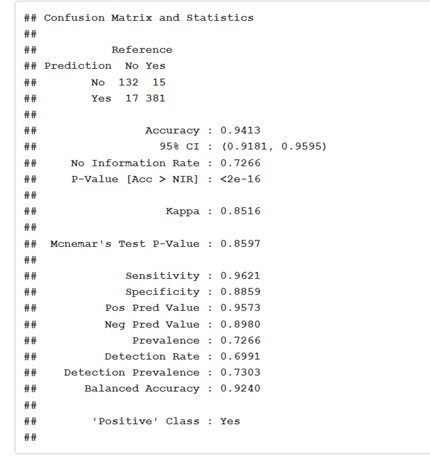 ## Confusion Matrix and Statistics
##
##           Reference
## Prediction  No Yes
##        No  132  15
##        Yes  17 381
##
##                Accuracy : 0.9413
##                  95% CI : (0.9181, 0.9595)
##     No Information Rate : 0.7266
##     P-Value [Acc > NIR] : <2e-16
##
##                   Kappa : 0.8516
##
##  Mcnemar's Test P-Value : 0.8597
##
##             Sensitivity : 0.9621
##             Specificity : 0.8859
##          Pos Pred Value : 0.9573
##          Neg Pred Value : 0.8980
##              Prevalence : 0.7266
##          Detection Rate : 0.6991
##    Detection Prevalence : 0.7303
##       Balanced Accuracy : 0.9240
##
##        'Positive' Class : Yes
##